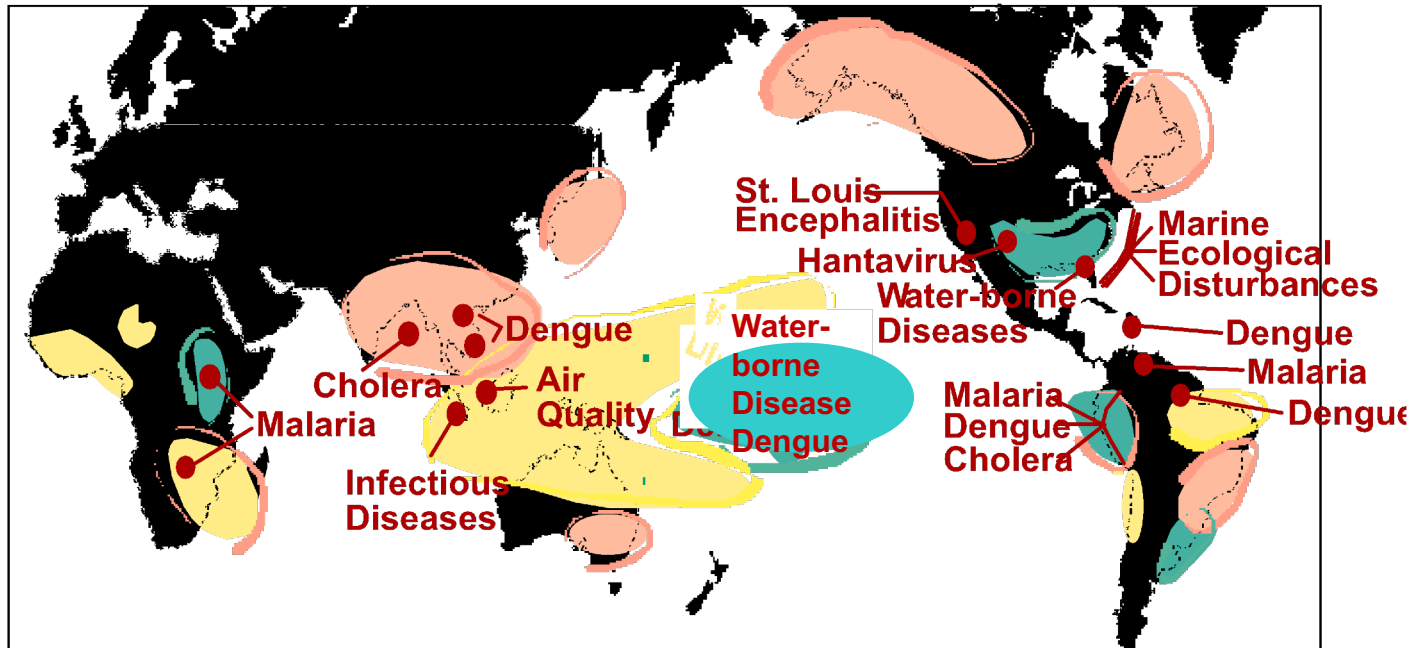 St. Louis
Encephalitis
Hantavirus
Water-borne
Diseases
Marine
Ecological
Disturbances
Dengue
Cholera
Air
Quality
Malaria
Infectious
Diseases
Water-
borne
Disease
Dengue
Dengue
Malaria
Dengue
Malaria
Dengue
Cholera